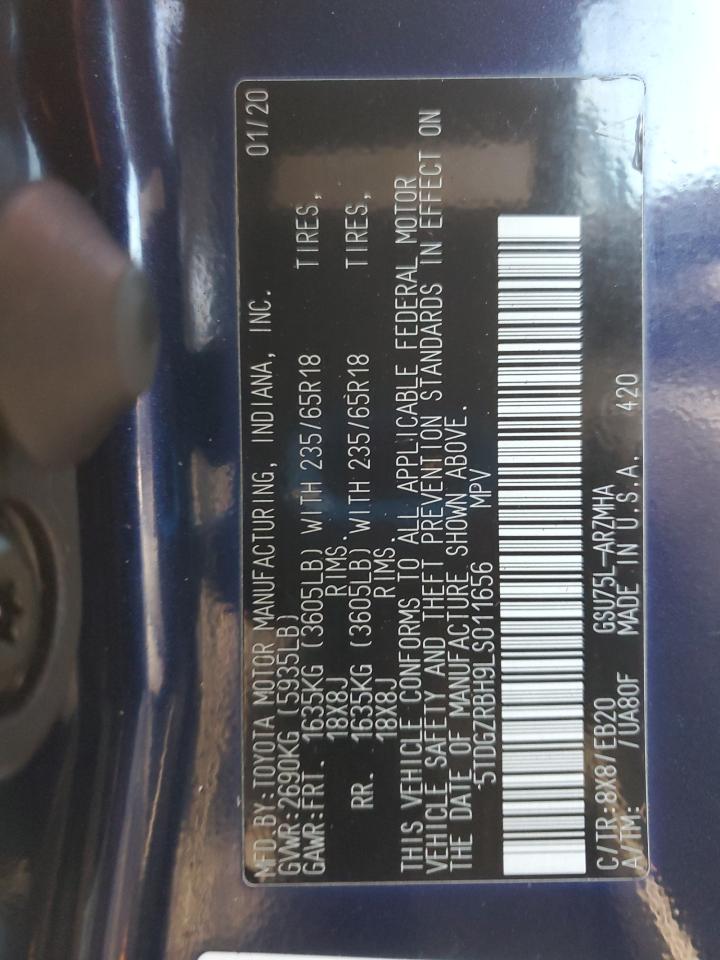 MFD.BY:TOYOTA MOTOR MANUFACTURING, INDIANA, INC. 01/20
GVWR:2690KG (5935LB)
GAWR:FRT. 1635KG (3605LB) WITH 235/65R18 TIRES,
18X8J RIMS.
RR. 1635KG (3605LB) WITH 235/65R18 TIRES,
18X8J RIMS.
THIS VEHICLE CONFORMS TO ALL APPLICABLE FEDERAL MOTOR
VEHICLE SAFETY AND THEFT PREVENTION STANDARDS IN EFFECT ON
THE DATE OF MANUFACTURE SHOWN ABOVE.
5TDGZRBH9LS011656 MPV
C/TR:8X8/EB20 GSU75L-ARZMHA
A/TM: /UA80F MADE IN U.S.A. 420